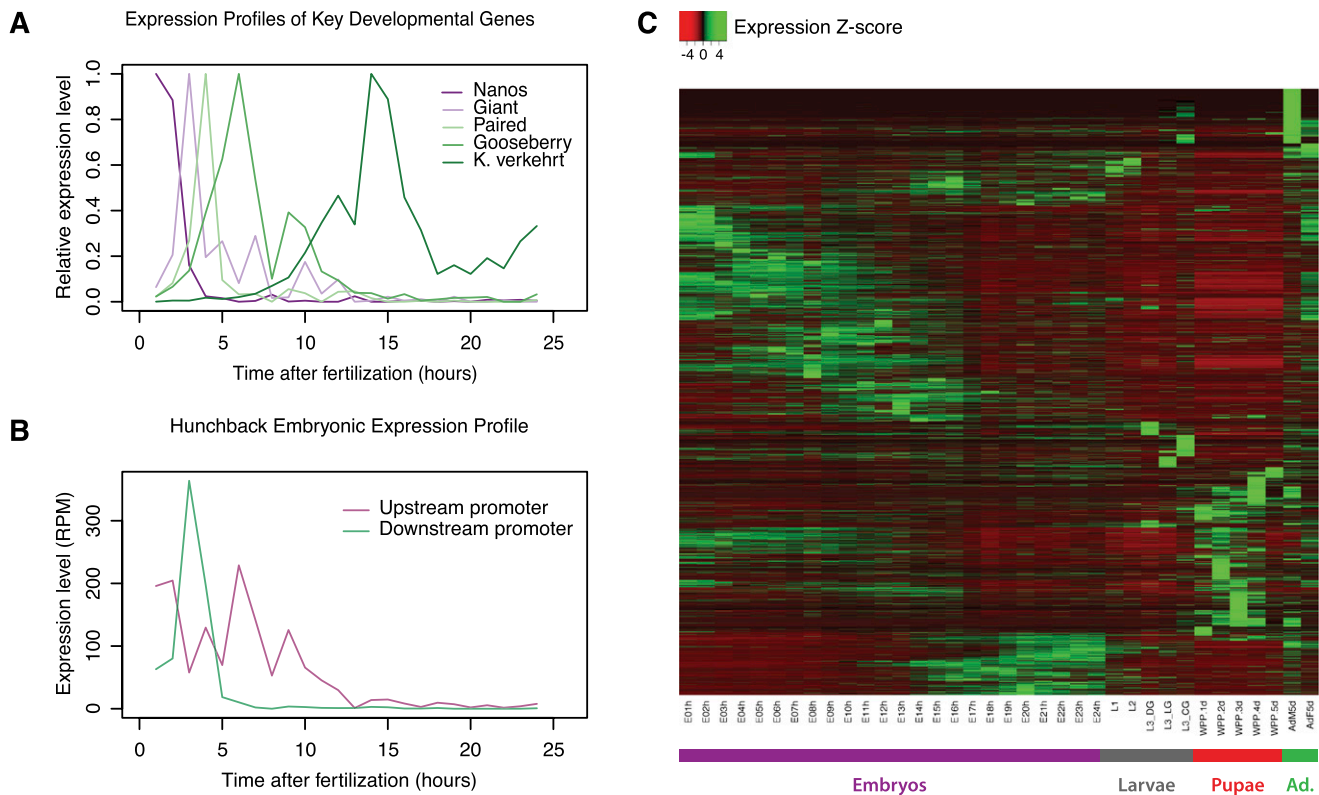 A
Expression Profiles of Key Developmental Genes
Relative expression level
0.0 0.2 0.4 0.6 0.8 1.0
Nanos
Giant
Paired
Gooseberry
K. verkehrt
0 5 10 15 20 25
Time after fertilization (hours)
B
Hunchback Embryonic Expression Profile
Expression level (RPM)
0 100 200 300
Upstream promoter
Downstream promoter
0 5 10 15 20 25
Time after fertilization (hours)
C
Expression Z-score
-4 0 4
E01h E02h E03h E04h E05h E06h E07h E08h E09h E10h E11h E12h E13h E14h E15h E16h E17h E18h E19h E20h E21h E22h E23h E24h L1 L2 L3_DG L3_LG L3_CG WPP.1d WPP.2d WPP.3d WPP.4d WPP.5d AdM5d AdF5d
Embryos Larvae Pupae Ad.